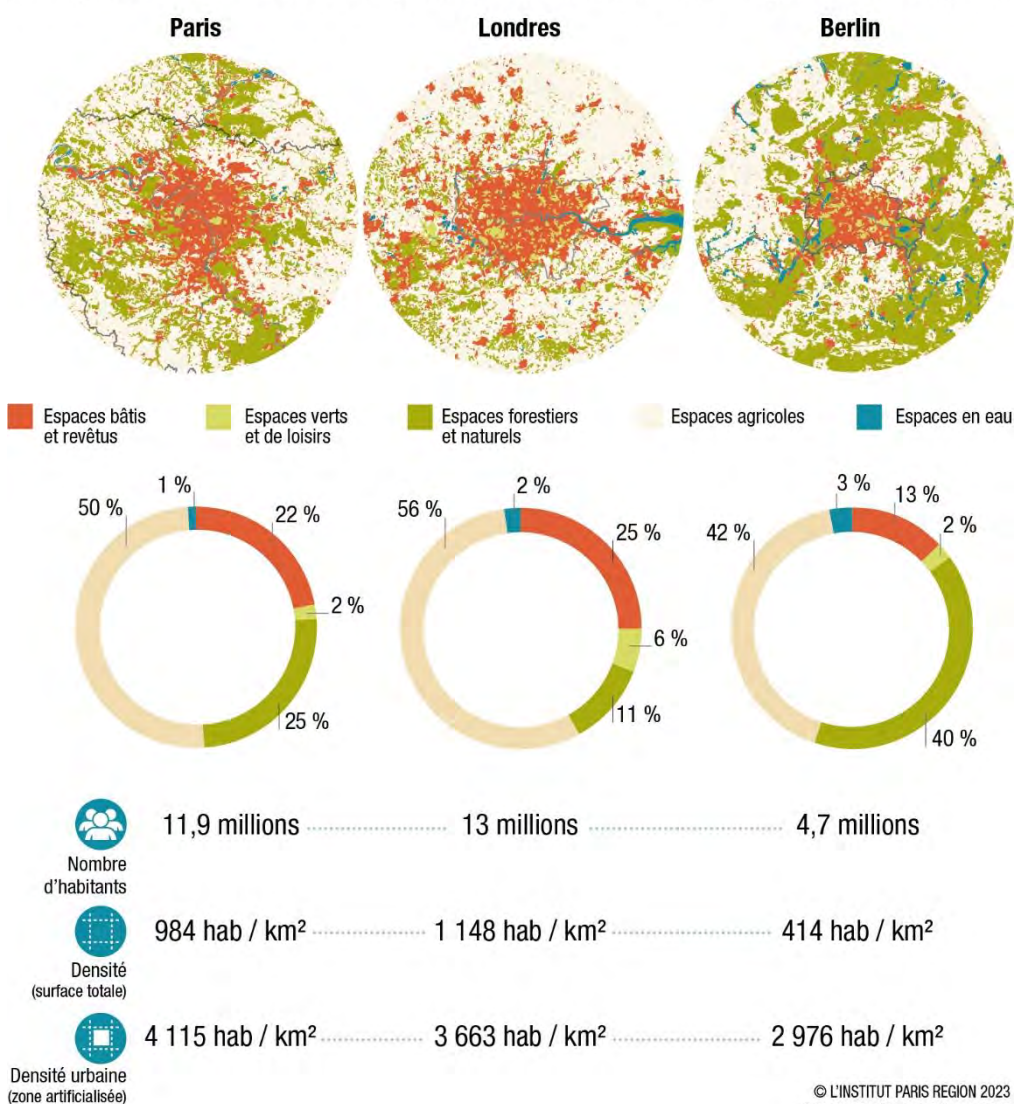 Paris
Londres
Berlin
Espaces bâtis
et revêtus
Espaces verts
et de loisirs
Espaces forestiers
et naturels
Espaces agricoles
Espaces en eau
50 %
1 %
22 %
2 %
25 %
56 %
2 %
25 %
6 %
11 %
42 %
3 %
13 %
2 %
40 %
Nombre
d'habitants
11,9 millions
13 millions
4,7 millions
Densité
(surface totale)
984 hab / km²
1 148 hab / km²
414 hab / km²
Densité urbaine
(zone artificialisée)
4 115 hab / km²
3 663 hab / km²
2 976 hab / km²
© L'INSTITUT PARIS REGION 2023